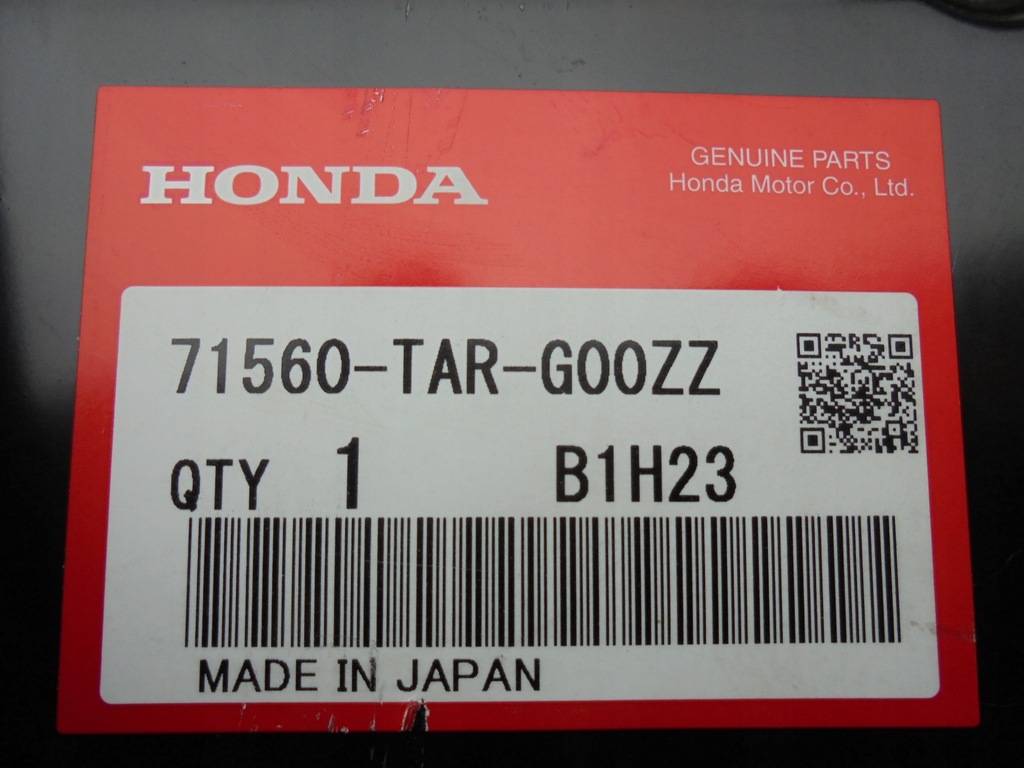 HONDA
GENUINE PARTS
Honda Motor Co., Ltd.
71560-TAR-G00ZZ
QTY 1 B1H23
MADE IN JAPAN